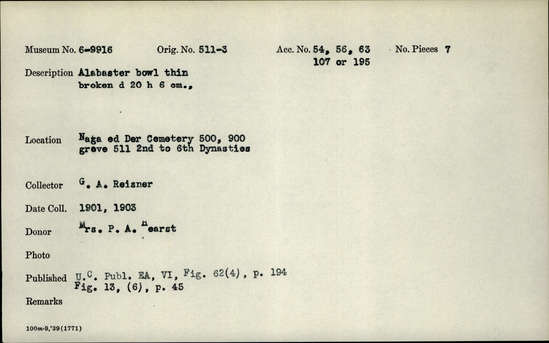 Museum No. 6-9916 Orig. No. 511-3 Acc. No. 54, 56, 63 No. Pieces 7
107 or 195
Description Alabaster bowl thin
broken d 20 h 6 cm.,
Location Naga ed Der Cemetery 500, 900
grave 511 2nd to 6th Dynasties
Collector G. A. Reisner
Date Coll. 1901, 1903
Donor Mrs. P. A. Hearst
Photo
Published U.C. Publ. EA, VI, Fig. 62(4), p. 194
Fig. 13, (6), p. 45
Remarks
100m-8,'39(1771)